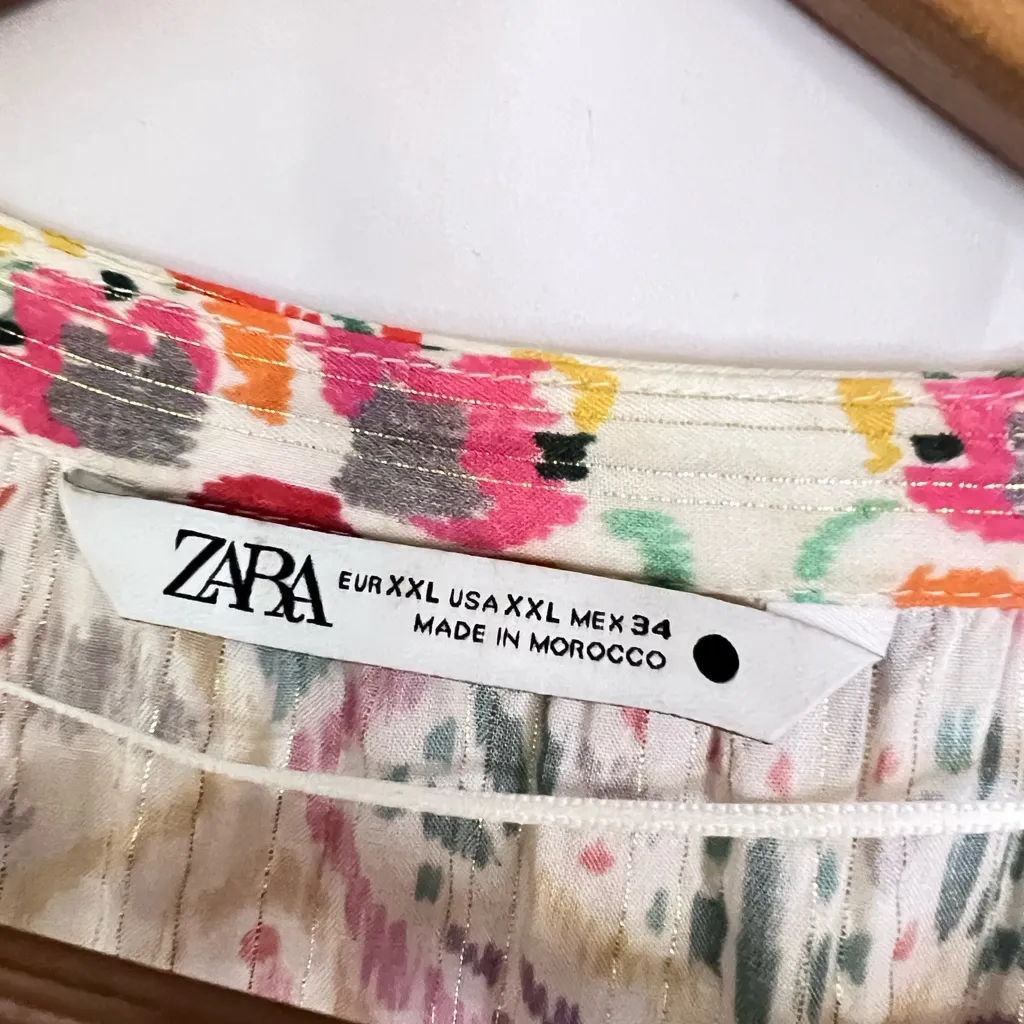 ZARA EUR XXL USA XXL MEX 34
MADE IN MOROCCO